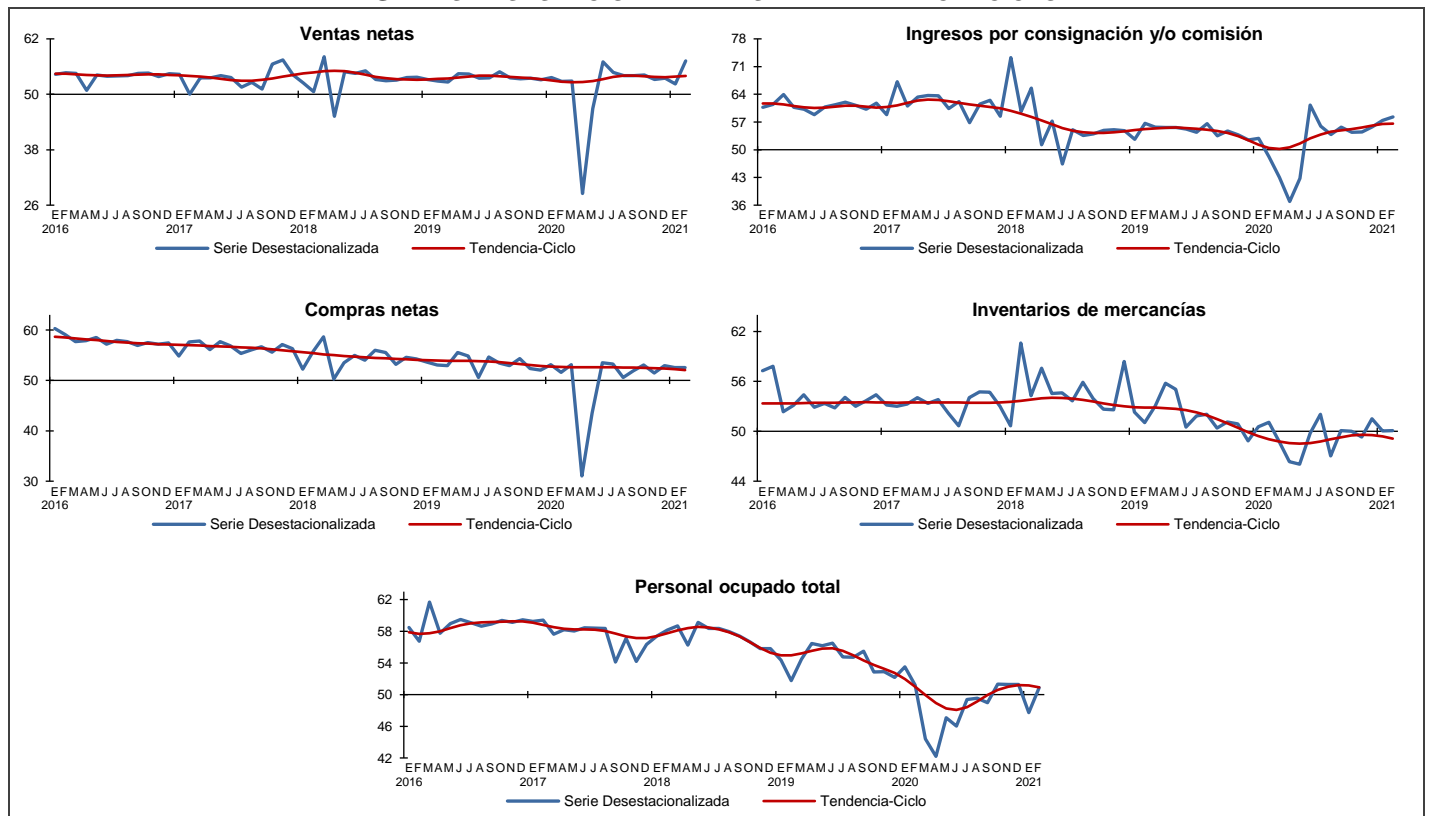 Ventas netas
62
50
38
26
E F M A M J J A S O N D E F M A M J J A S O N D E F M A M J J A S O N D E F M A M J J A S O N D E F M A M J J A S O N D E F
2016 2017 2018 2019 2020 2021
Serie Desestacionalizada Tendencia-Ciclo
Ingresos por consignación y/o comisión
78
71
64
57
50
43
36
E F M A M J J A S O N D E F M A M J J A S O N D E F M A M J J A S O N D E F M A M J J A S O N D E F M A M J J A S O N D E F
2016 2017 2018 2019 2020 2021
Serie Desestacionalizada Tendencia-Ciclo
Compras netas
60
50
40
30
E F M A M J J A S O N D E F M A M J J A S O N D E F M A M J J A S O N D E F M A M J J A S O N D E F M A M J J A S O N D E F
2016 2017 2018 2019 2020 2021
Serie Desestacionalizada Tendencia-Ciclo
Inventarios de mercancías
62
56
50
44
E F M A M J J A S O N D E F M A M J J A S O N D E F M A M J J A S O N D E F M A M J J A S O N D E F M A M J J A S O N D E F
2016 2017 2018 2019 2020 2021
Serie Desestacionalizada Tendencia-Ciclo
Personal ocupado total
62
58
54
50
46
42
E F M A M J J A S O N D E F M A M J J A S O N D E F M A M J J A S O N D E F M A M J J A S O N D E F M A M J J A S O N D E F
2016 2017 2018 2019 2020 2021
Serie Desestacionalizada Tendencia-Ciclo